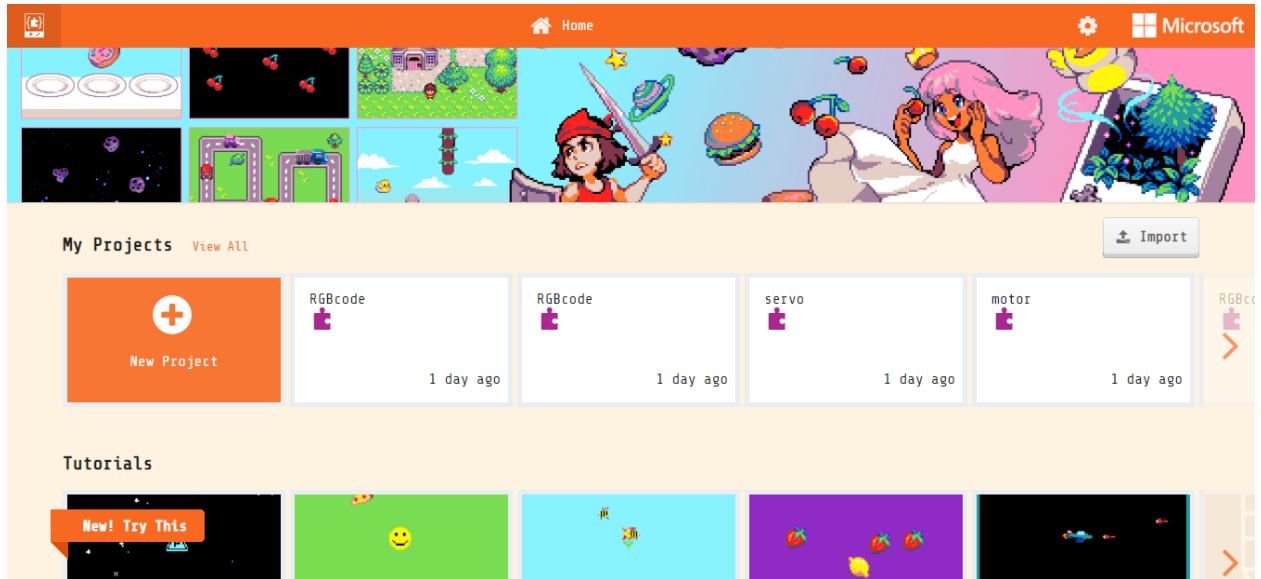 Home
Microsoft
My Projects View All
Import
New Project
RGBcode
1 day ago
RGBcode
1 day ago
servo
1 day ago
motor
1 day ago
Tutorials
New! Try This